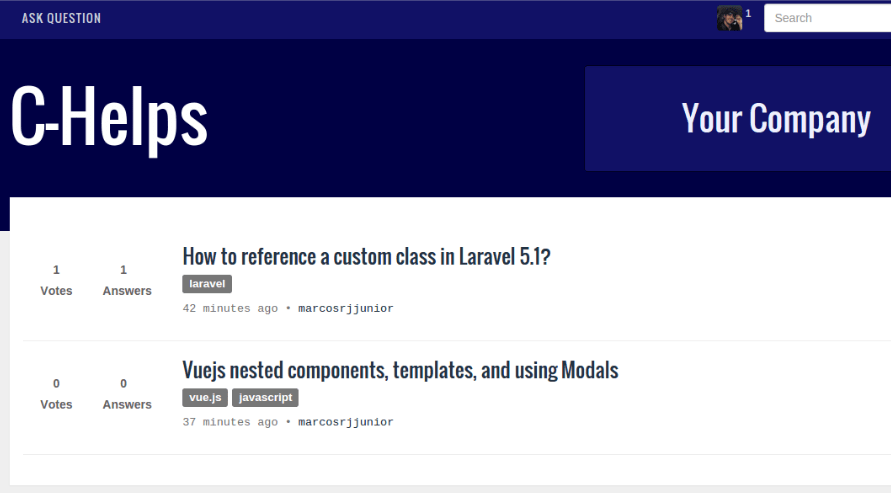 ASK QUESTION 1 Search
C-Helps
Your Company
How to reference a custom class in Laravel 5.1?
1 1
laravel
Votes Answers
42 minutes ago • marcosrjjunior
Vuejs nested components, templates, and using Modals
0 0
vue.js javascript
Votes Answers
37 minutes ago • marcosrjjunior